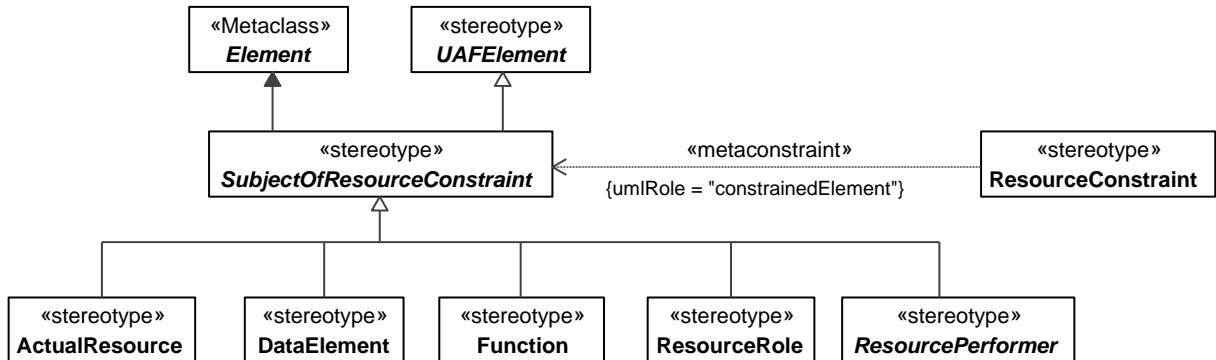 «Metaclass»
Element
«stereotype»
UAFElement
«stereotype»
SubjectOfResourceConstraint
«metaconstraint»
{umlRole = "constrainedElement"}
«stereotype»
ResourceConstraint
«stereotype»
ActualResource
«stereotype»
DataElement
«stereotype»
Function
«stereotype»
ResourceRole
«stereotype»
ResourcePerformer